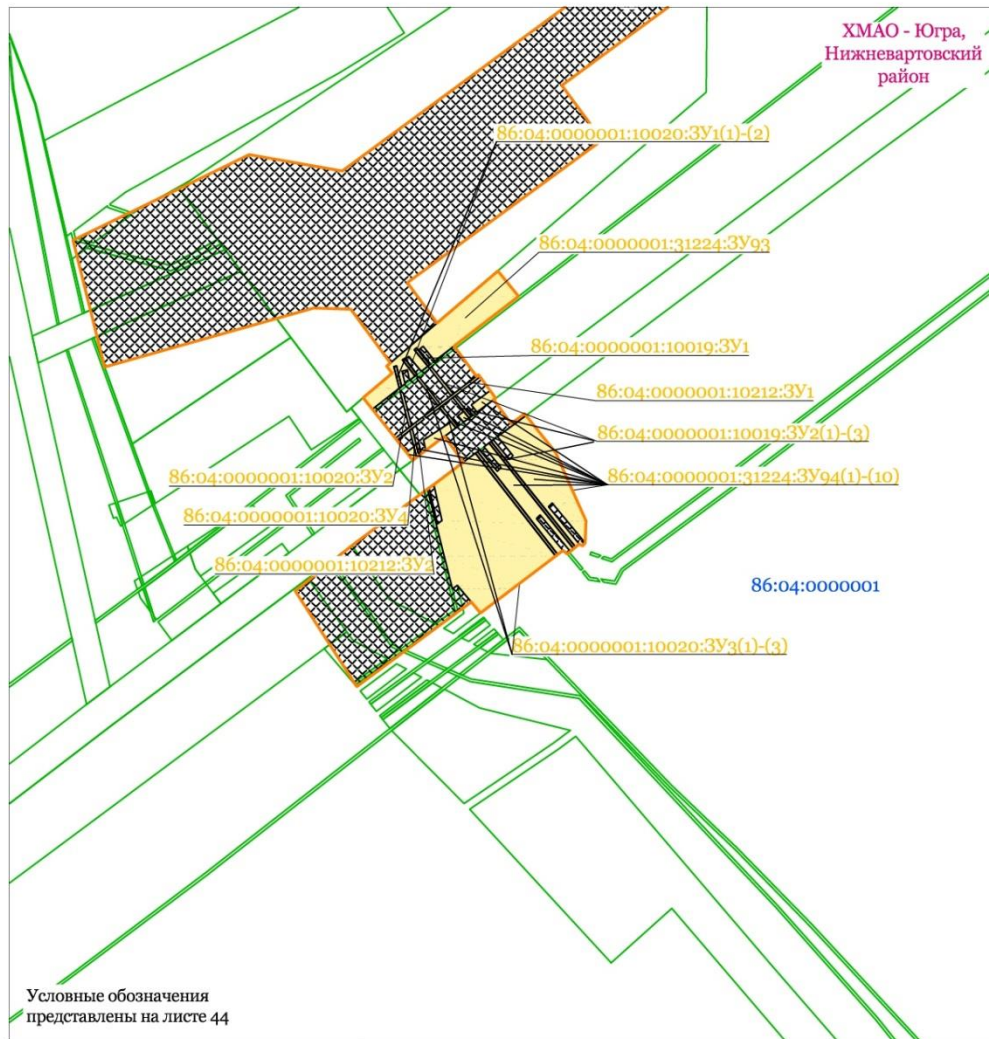 ХМАО - Югра,
Нижневартовский
район
86:04:0000001:10020:ЗУ1(1)-(2)
86:04:0000001:31224:ЗУ93
86:04:0000001:10019:ЗУ1
86:04:0000001:10212:ЗУ1
86:04:0000001:10019:ЗУ2(1)-(3)
86:04:0000001:10020:ЗУ2
86:04:0000001:31224:ЗУ94(1)-(10)
86:04:0000001:10020:ЗУ4
86:04:0000001:10212:ЗУ2
86:04:0000001
86:04:0000001:10020:ЗУ3(1)-(3)
Условные обозначения
представлены на листе 44